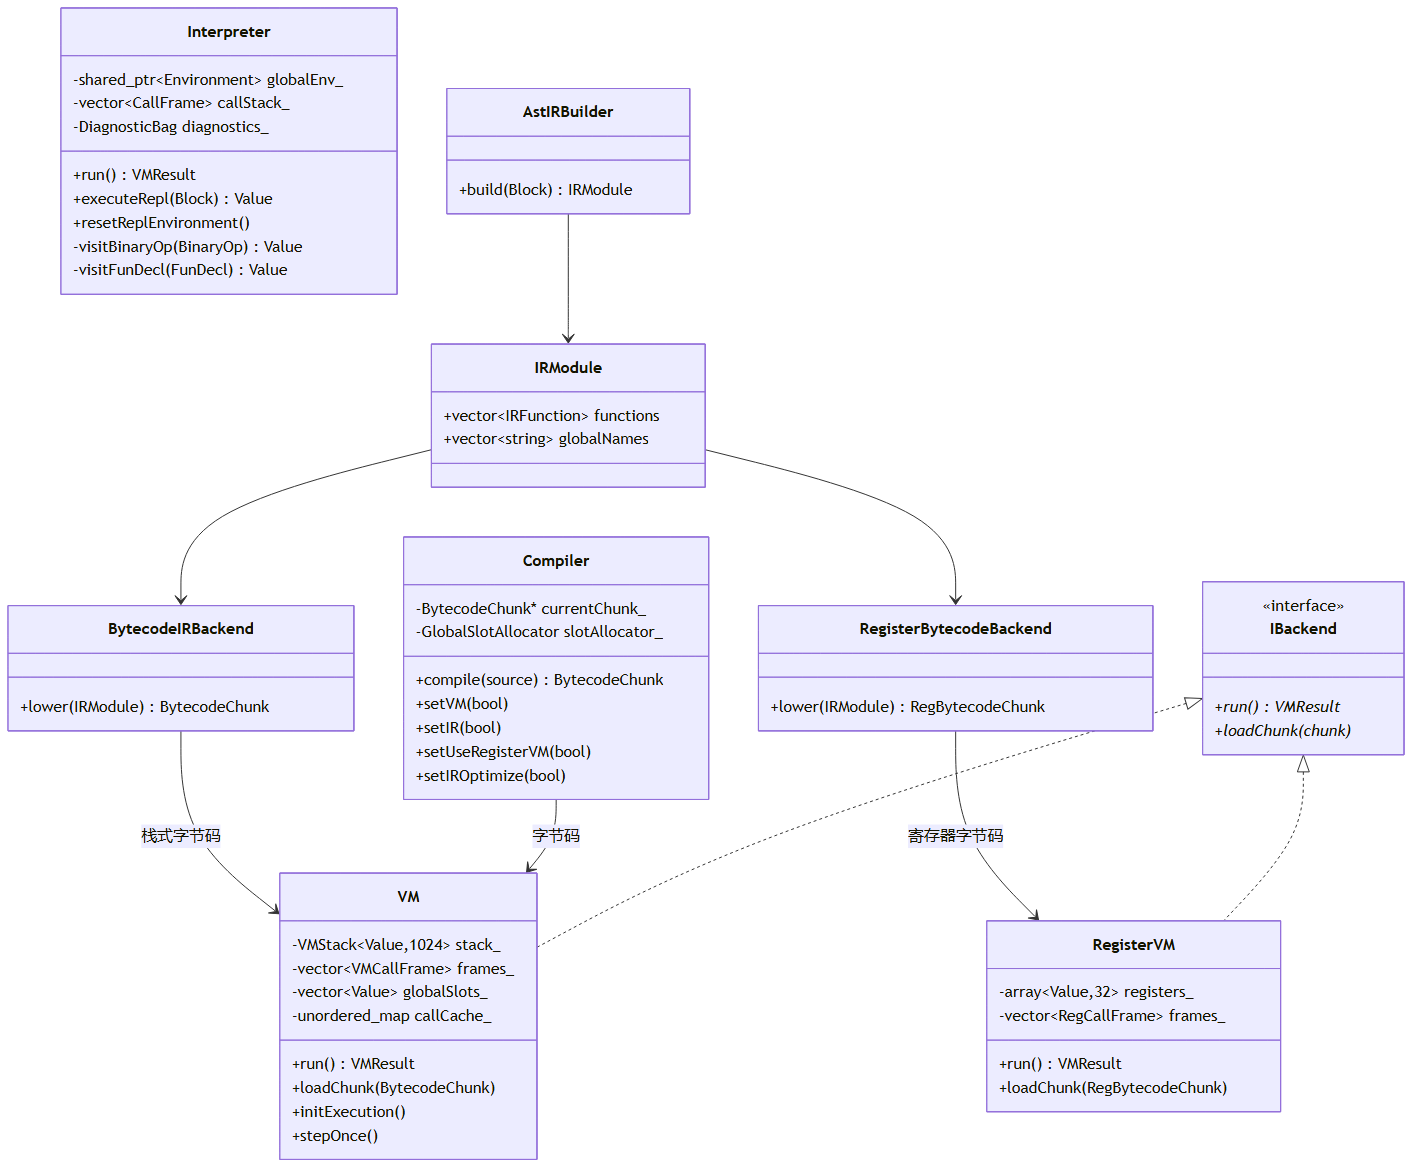 Interpreter
-shared_ptr<Environment> globalEnv_
-vector<CallFrame> callStack_
-DiagnosticBag diagnostics_
+run() : VMResult
+executeRepl(Block) : Value
+resetReplEnvironment()
-visitBinaryOp(BinaryOp) : Value
-visitFunDecl(FunDecl) : Value
AstIRBuilder
+build(Block) : IRModule
IRModule
+vector<IRFunction> functions
+vector<string> globalNames
BytecodeIRBackend
+lower(IRModule) : BytecodeChunk
Compiler
-BytecodeChunk* currentChunk_
-GlobalSlotAllocator slotAllocator_
+compile(source) : BytecodeChunk
+setVM(bool)
+setIR(bool)
+setUseRegisterVM(bool)
+setIROptimize(bool)
RegisterBytecodeBackend
+lower(IRModule) : RegBytecodeChunk
«interface»
IBackend
+run() : VMResult
+loadChunk(chunk)
栈式字节码
字节码
寄存器字节码
VM
-VMStack<Value,1024> stack_
-vector<VMCallFrame> frames_
-vector<Value> globalSlots_
-unordered_map callCache_
+run() : VMResult
+loadChunk(BytecodeChunk)
+initExecution()
+stepOnce()
RegisterVM
-array<Value,32> registers_
-vector<RegCallFrame> frames_
+run() : VMResult
+loadChunk(RegBytecodeChunk)